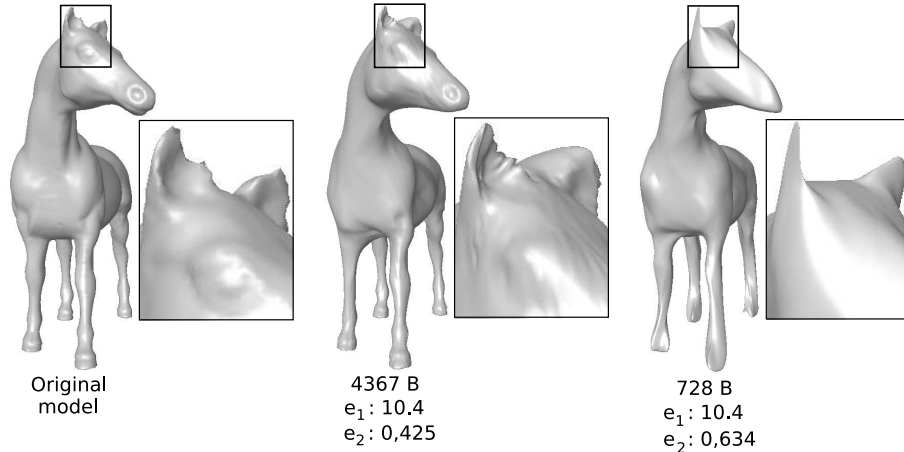 Original
model
4367 B
e₁: 10.4
e₂: 0,425
728 B
e₁: 10.4
e₂: 0,634